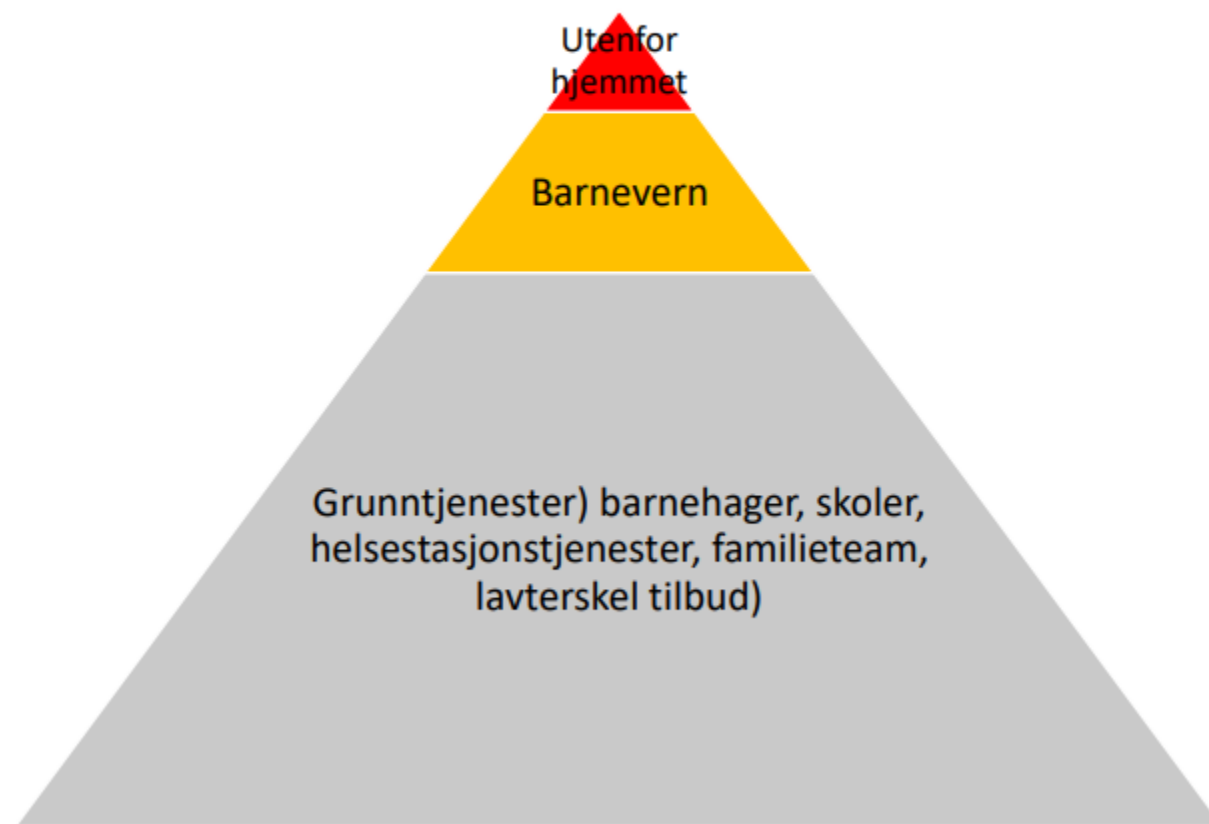 Utenfor
hjemmet
Barnevern
Grunntjenester) barnehager, skoler,
helsestasjonstjenester, familieteam,
lavterskel tilbud)